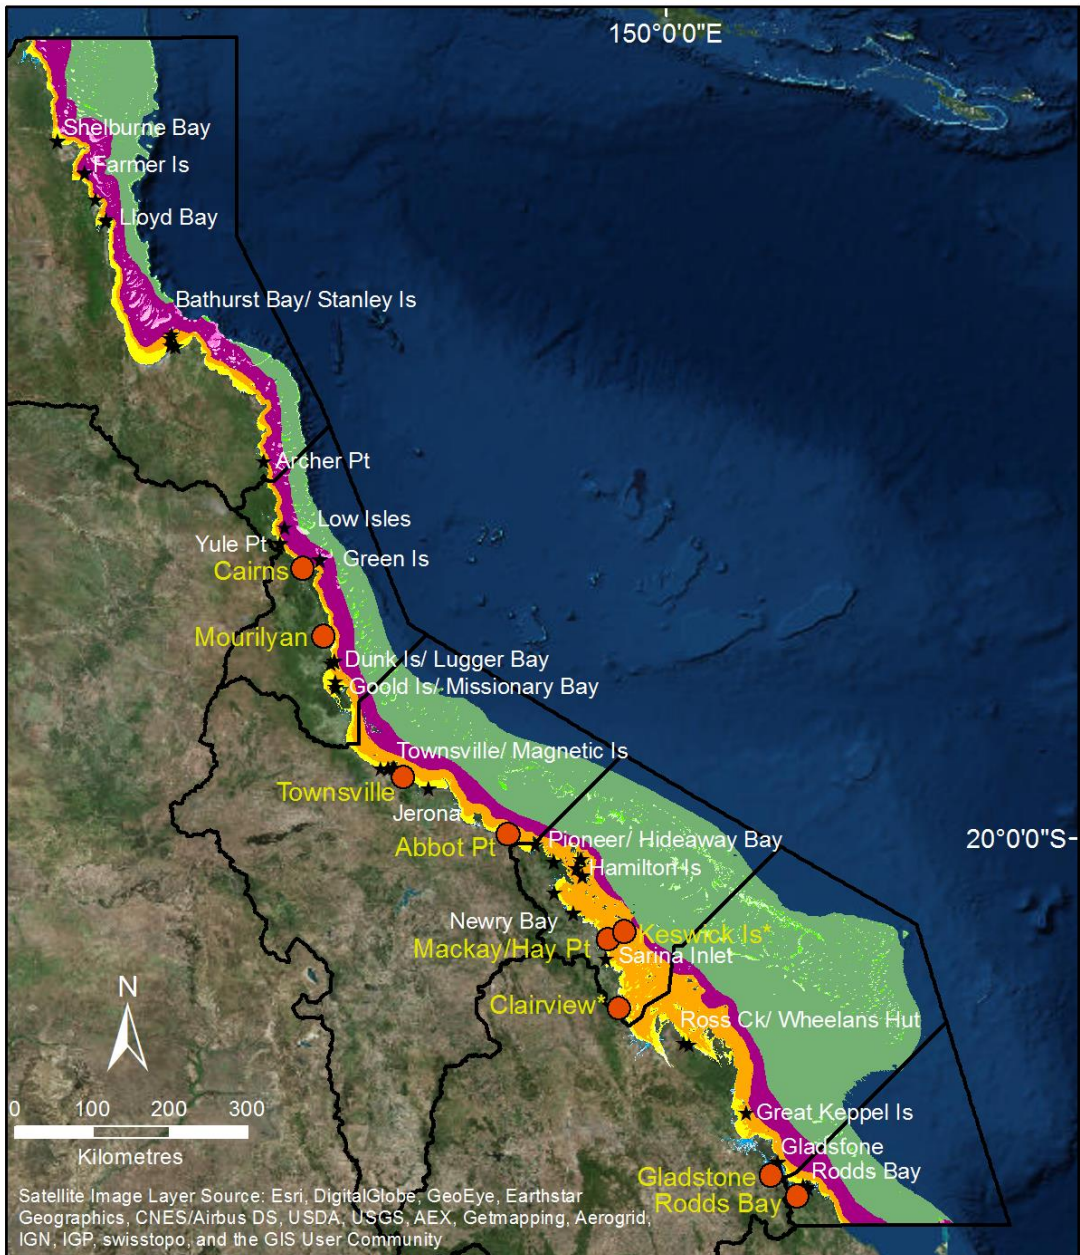 150°0'0"E
Shelburne Bay
Farmer Is
Lloyd Bay
Bathurst Bay/ Stanley Is
Archer Pt
Low Isles
Yule Pt
Green Is
Cairns
Mourilyan
Dunk Is/ Lugger Bay
Goold Is/ Missionary Bay
Townsville/ Magnetic Is
Townsville
Jerona
Abbot Pt
Pioneer/ Hideaway Bay
20°0'0"S
Hamilton Is
Newry Bay
Keswick Is*
Mackay/Hay Pt
Sarina Inlet
Clairview*
Ross Ck/ Wheelans Hut
N
0 100 200 300
Kilometres
Great Keppel Is
Gladstone
Rodds Bay
Gladstone
Rodds Bay
Satellite Image Layer Source: Esri, DigitalGlobe, GeoEye, Earthstar
Geographics, CNES/Airbus DS, USDA, USGS, AEX, Getmapping, Aerogrid,
IGN, IGP, swisstopo, and the GIS User Community